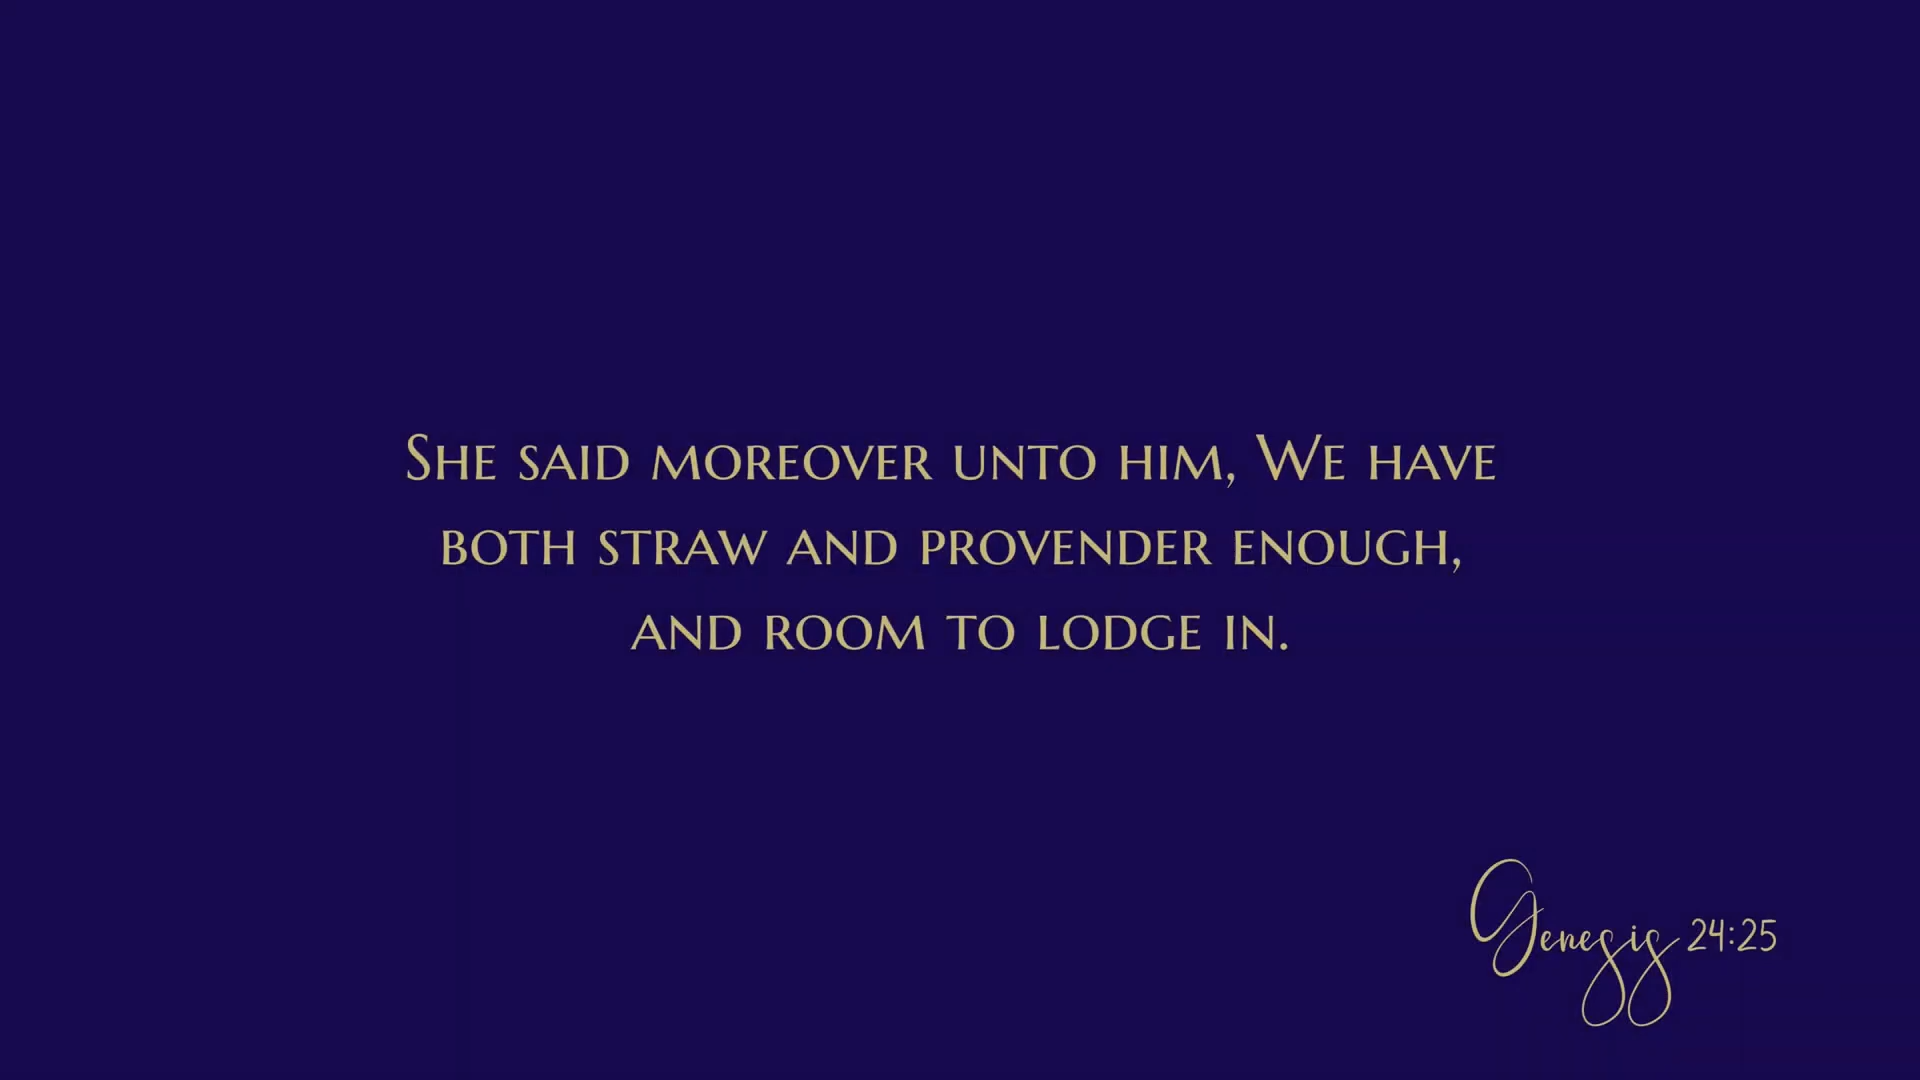 She said moreover unto him, We have
both straw and provender enough,
and room to lodge in.
Genesis 24:25